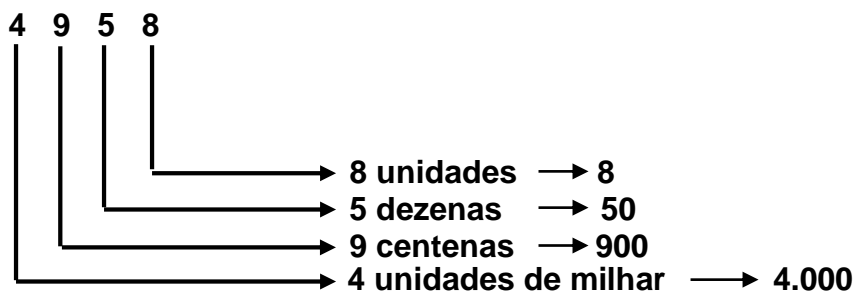 4 9 5 8
8 unidades 8
5 dezenas 50
9 centenas 900
4 unidades de milhar 4.000